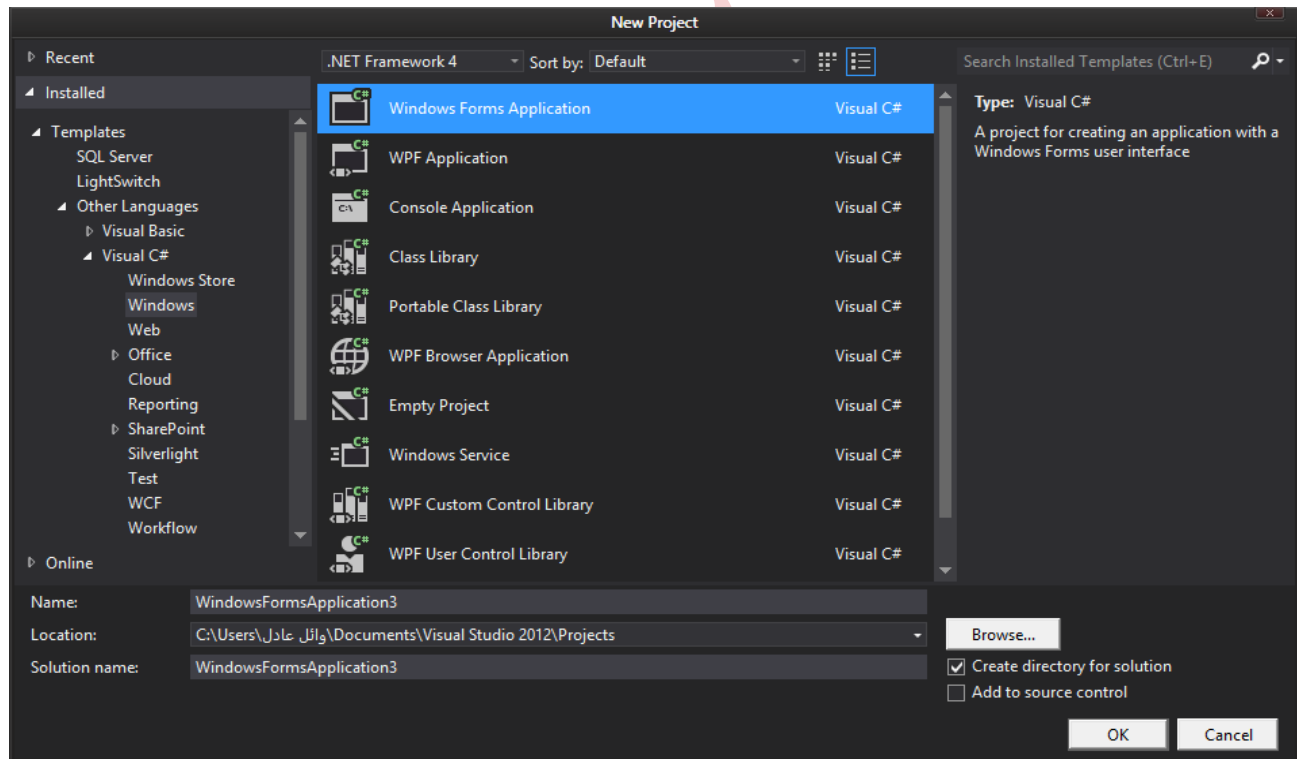 New Project
Recent
Installed
Templates
SQL Server
LightSwitch
Other Languages
Visual Basic
Visual C#
Windows Store
Windows
Web
Office
Cloud
Reporting
SharePoint
Silverlight
Test
WCF
Workflow
Online
.NET Framework 4 Sort by: Default
Search Installed Templates (Ctrl+E)
Windows Forms Application Visual C#
WPF Application Visual C#
Console Application Visual C#
Class Library Visual C#
Portable Class Library Visual C#
WPF Browser Application Visual C#
Empty Project Visual C#
Windows Service Visual C#
WPF Custom Control Library Visual C#
WPF User Control Library Visual C#
Type: Visual C#
A project for creating an application with a
Windows Forms user interface
Name: WindowsFormsApplication3
Location: C:\Users\وائل عادل\Documents\Visual Studio 2012\Projects
Browse...
Solution name: WindowsFormsApplication3
Create directory for solution
Add to source control
OK Cancel